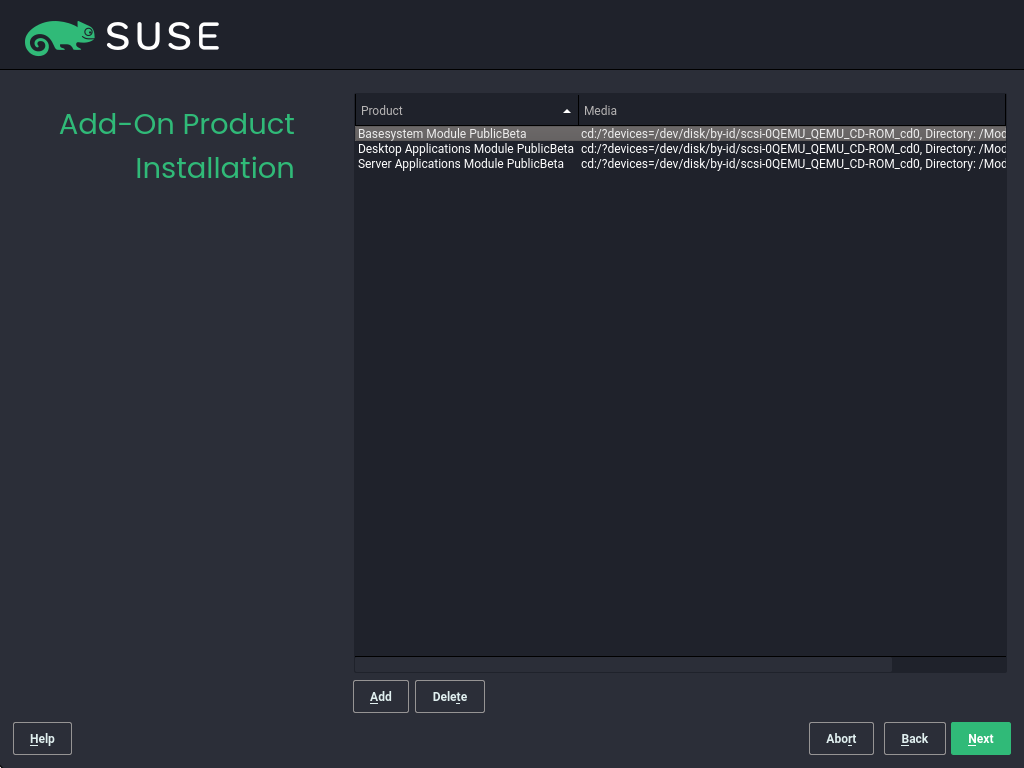 SUSE
Add-On Product
Installation
Product Media
Basesystem Module PublicBeta cd:/?devices=/dev/disk/by-id/scsi-0QEMU_QEMU_CD-ROM_cd0, Directory: /Mod
Desktop Applications Module PublicBeta cd:/?devices=/dev/disk/by-id/scsi-0QEMU_QEMU_CD-ROM_cd0, Directory: /Mod
Server Applications Module PublicBeta cd:/?devices=/dev/disk/by-id/scsi-0QEMU_QEMU_CD-ROM_cd0, Directory: /Mod
Add Delete
Help Abort Back Next